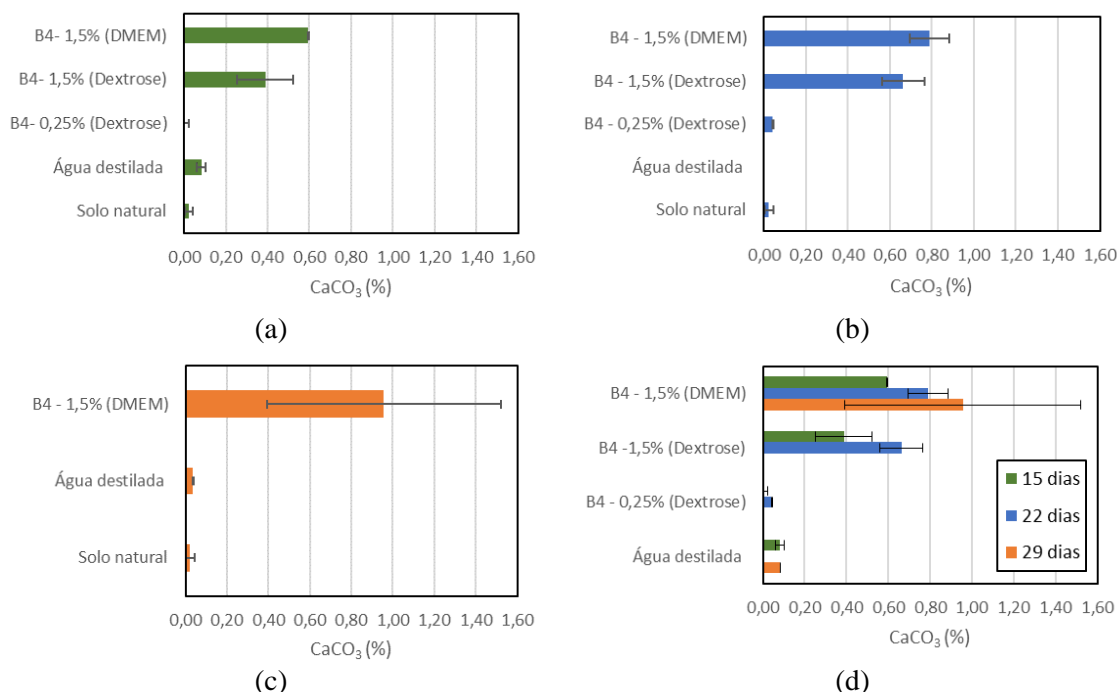 B4- 1,5% (DMEM)
B4- 1,5% (Dextrose)
B4- 0,25% (Dextrose)
Água destilada
Solo natural
0,00 0,20 0,40 0,60 0,80 1,00 1,20 1,40 1,60
CaCO₃ (%)
(a)
B4 - 1,5% (DMEM)
B4 - 1,5% (Dextrose)
B4 - 0,25% (Dextrose)
Água destilada
Solo natural
0,00 0,20 0,40 0,60 0,80 1,00 1,20 1,40 1,60
CaCO₃ (%)
(b)
B4 - 1,5% (DMEM)
Água destilada
Solo natural
0,00 0,20 0,40 0,60 0,80 1,00 1,20 1,40 1,60
CaCO₃ (%)
(c)
B4 - 1,5% (DMEM)
B4 -1,5% (Dextrose)
B4 - 0,25% (Dextrose)
Água destilada
15 dias
22 dias
29 dias
0,00 0,20 0,40 0,60 0,80 1,00 1,20 1,40 1,60
CaCO₃ (%)
(d)